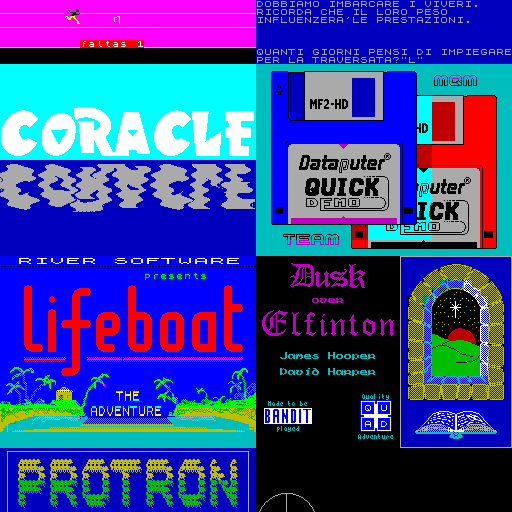 faltas 1
DOBBIAMO IMBARCARE I VIVERI.
RICORDA CHE IL LORO PESO
INFLUENZERA'LE PRESTAZIONI.
QUANTI GIORNI PENSI DI IMPIEGARE
PER LA TRAVERSATA?"L"
CORACLE
MGM
MF2-HD
HD
Dataputer®
QUICK
DEMO
puter®
ICK
DEMO
TEAM
RIVER SOFTWARE
presents
lifeboat
THE
ADVENTURE
Dusk
over
Elfinton
James Hooper
David Harper
Made to be
BANDIT
played
Quality
QU
AD
Adventure
PROTRON